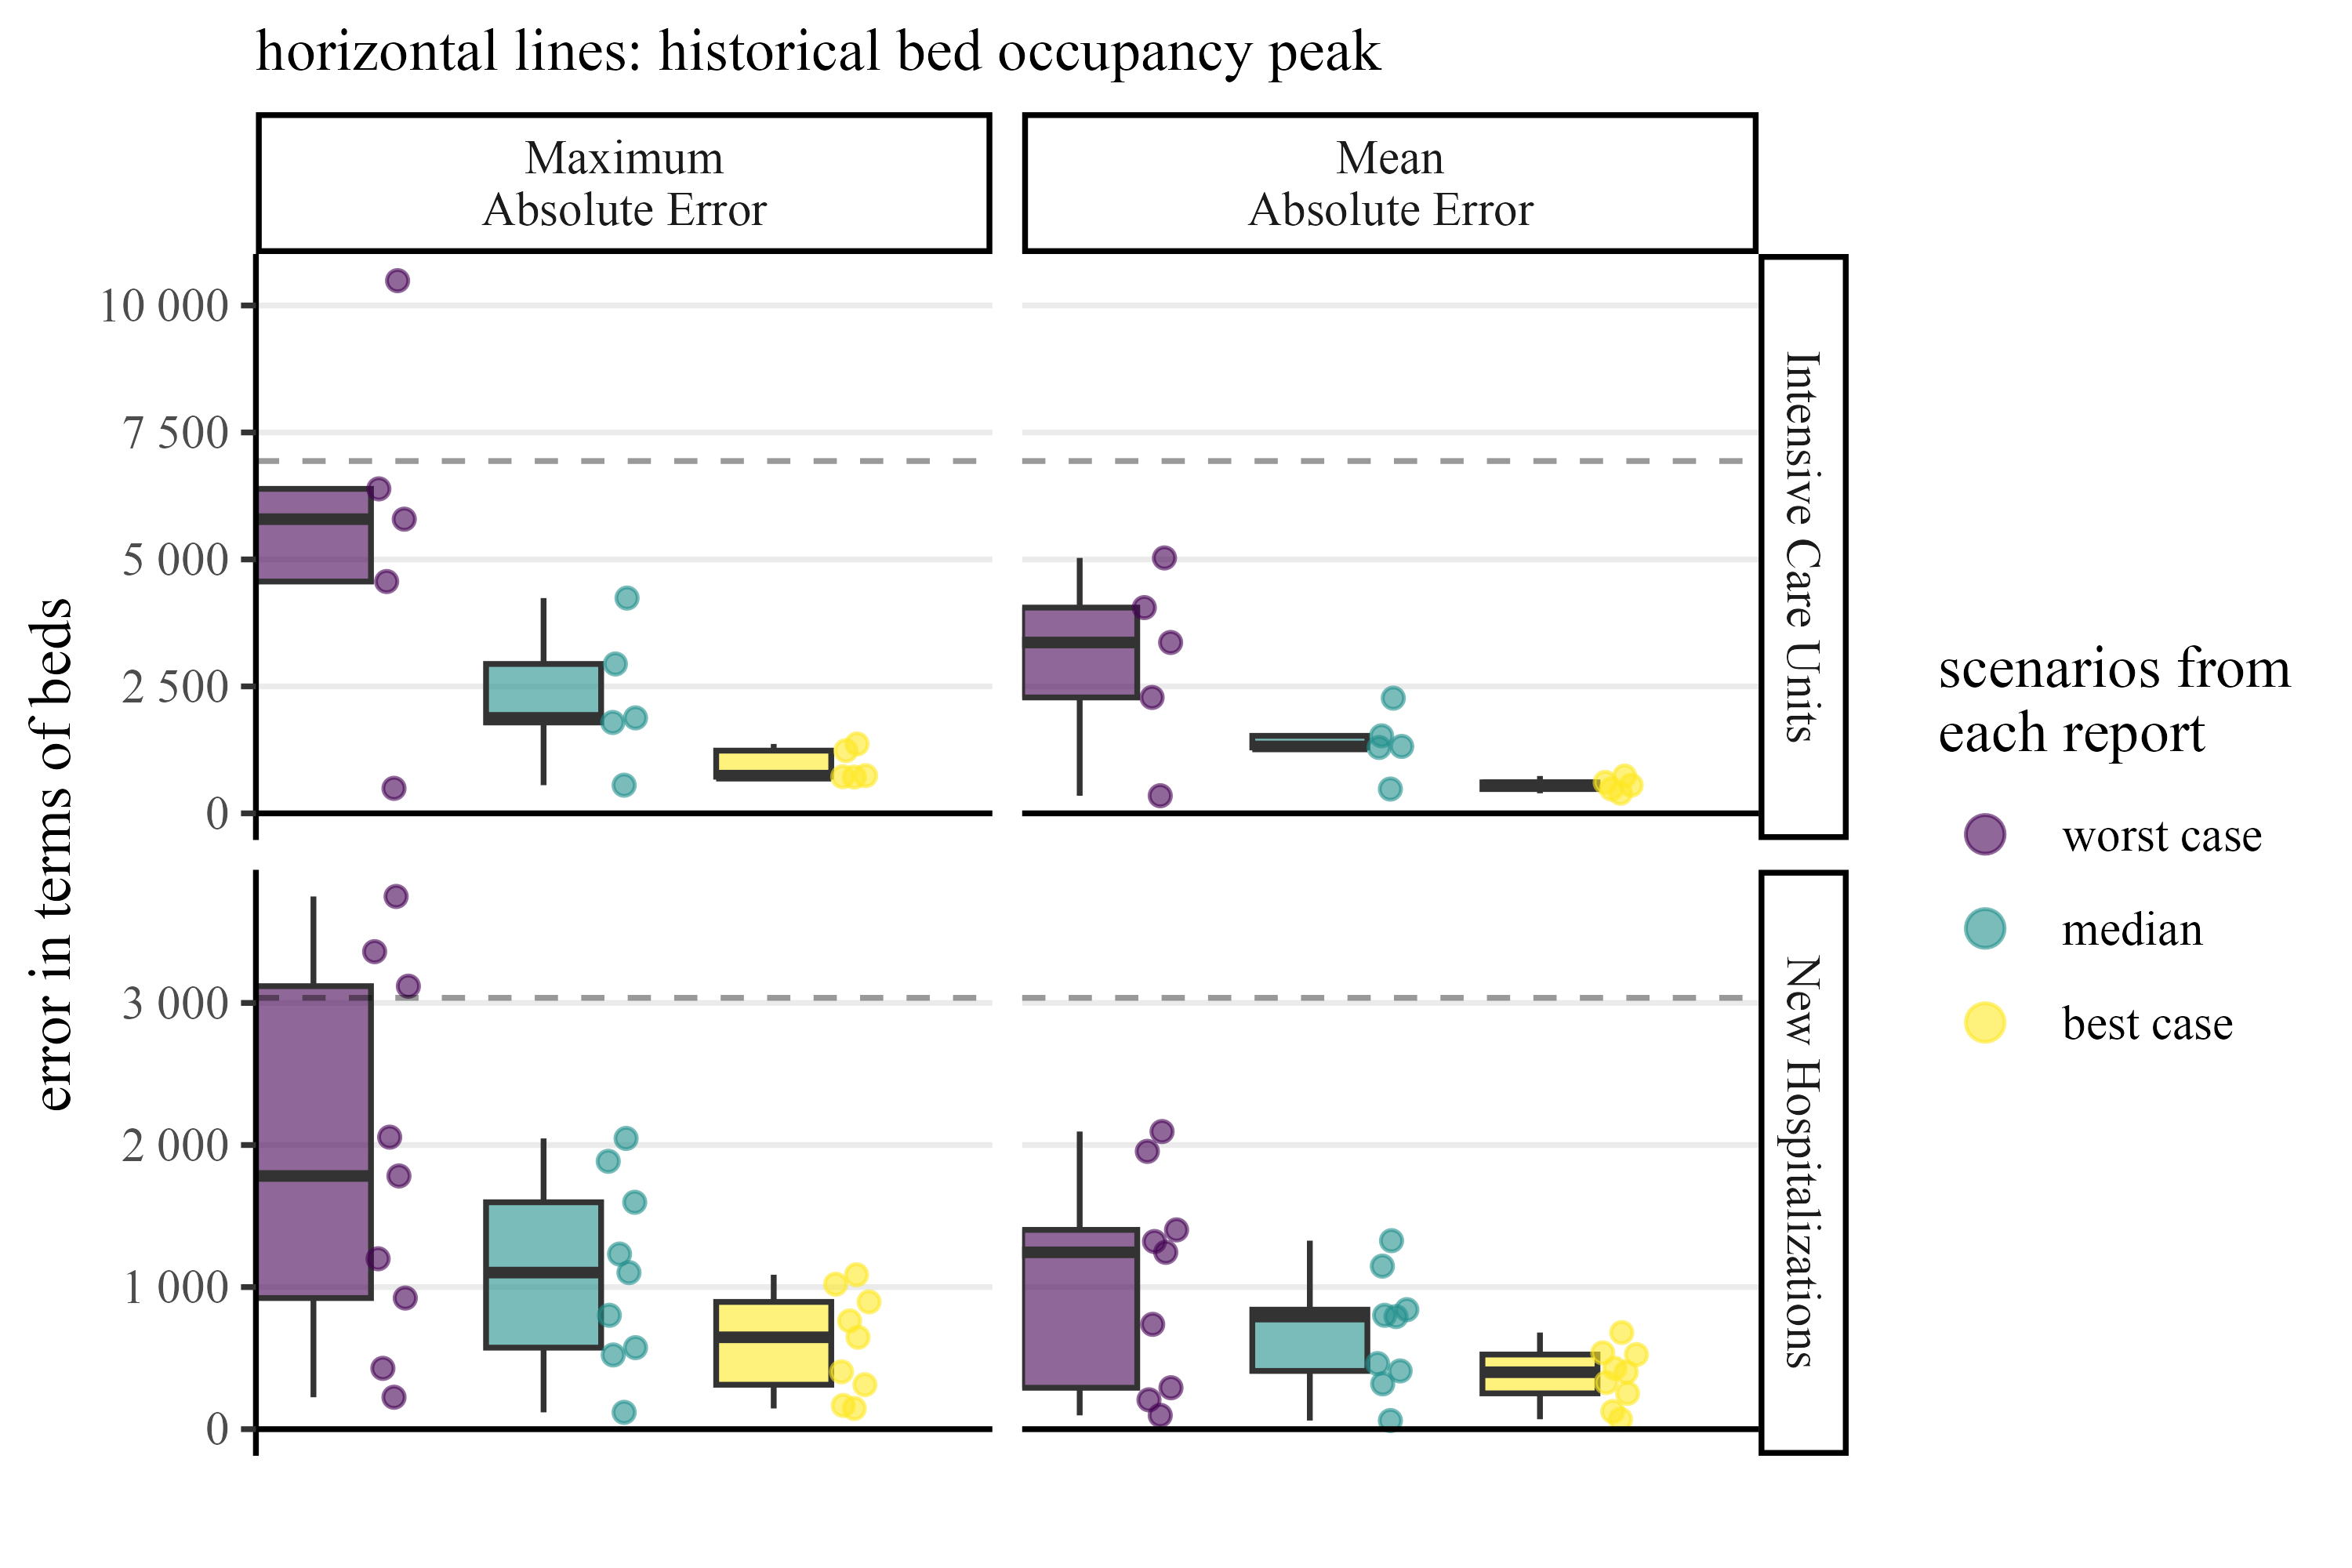 horizontal lines: historical bed occupancy peak
Maximum
Absolute Error
Mean
Absolute Error
10 000
7 500
5 000
2 500
0
Intensive Care Units
3 000
2 000
1 000
0
New Hospitalizations
error in terms of beds
scenarios from
each report
worst case
median
best case